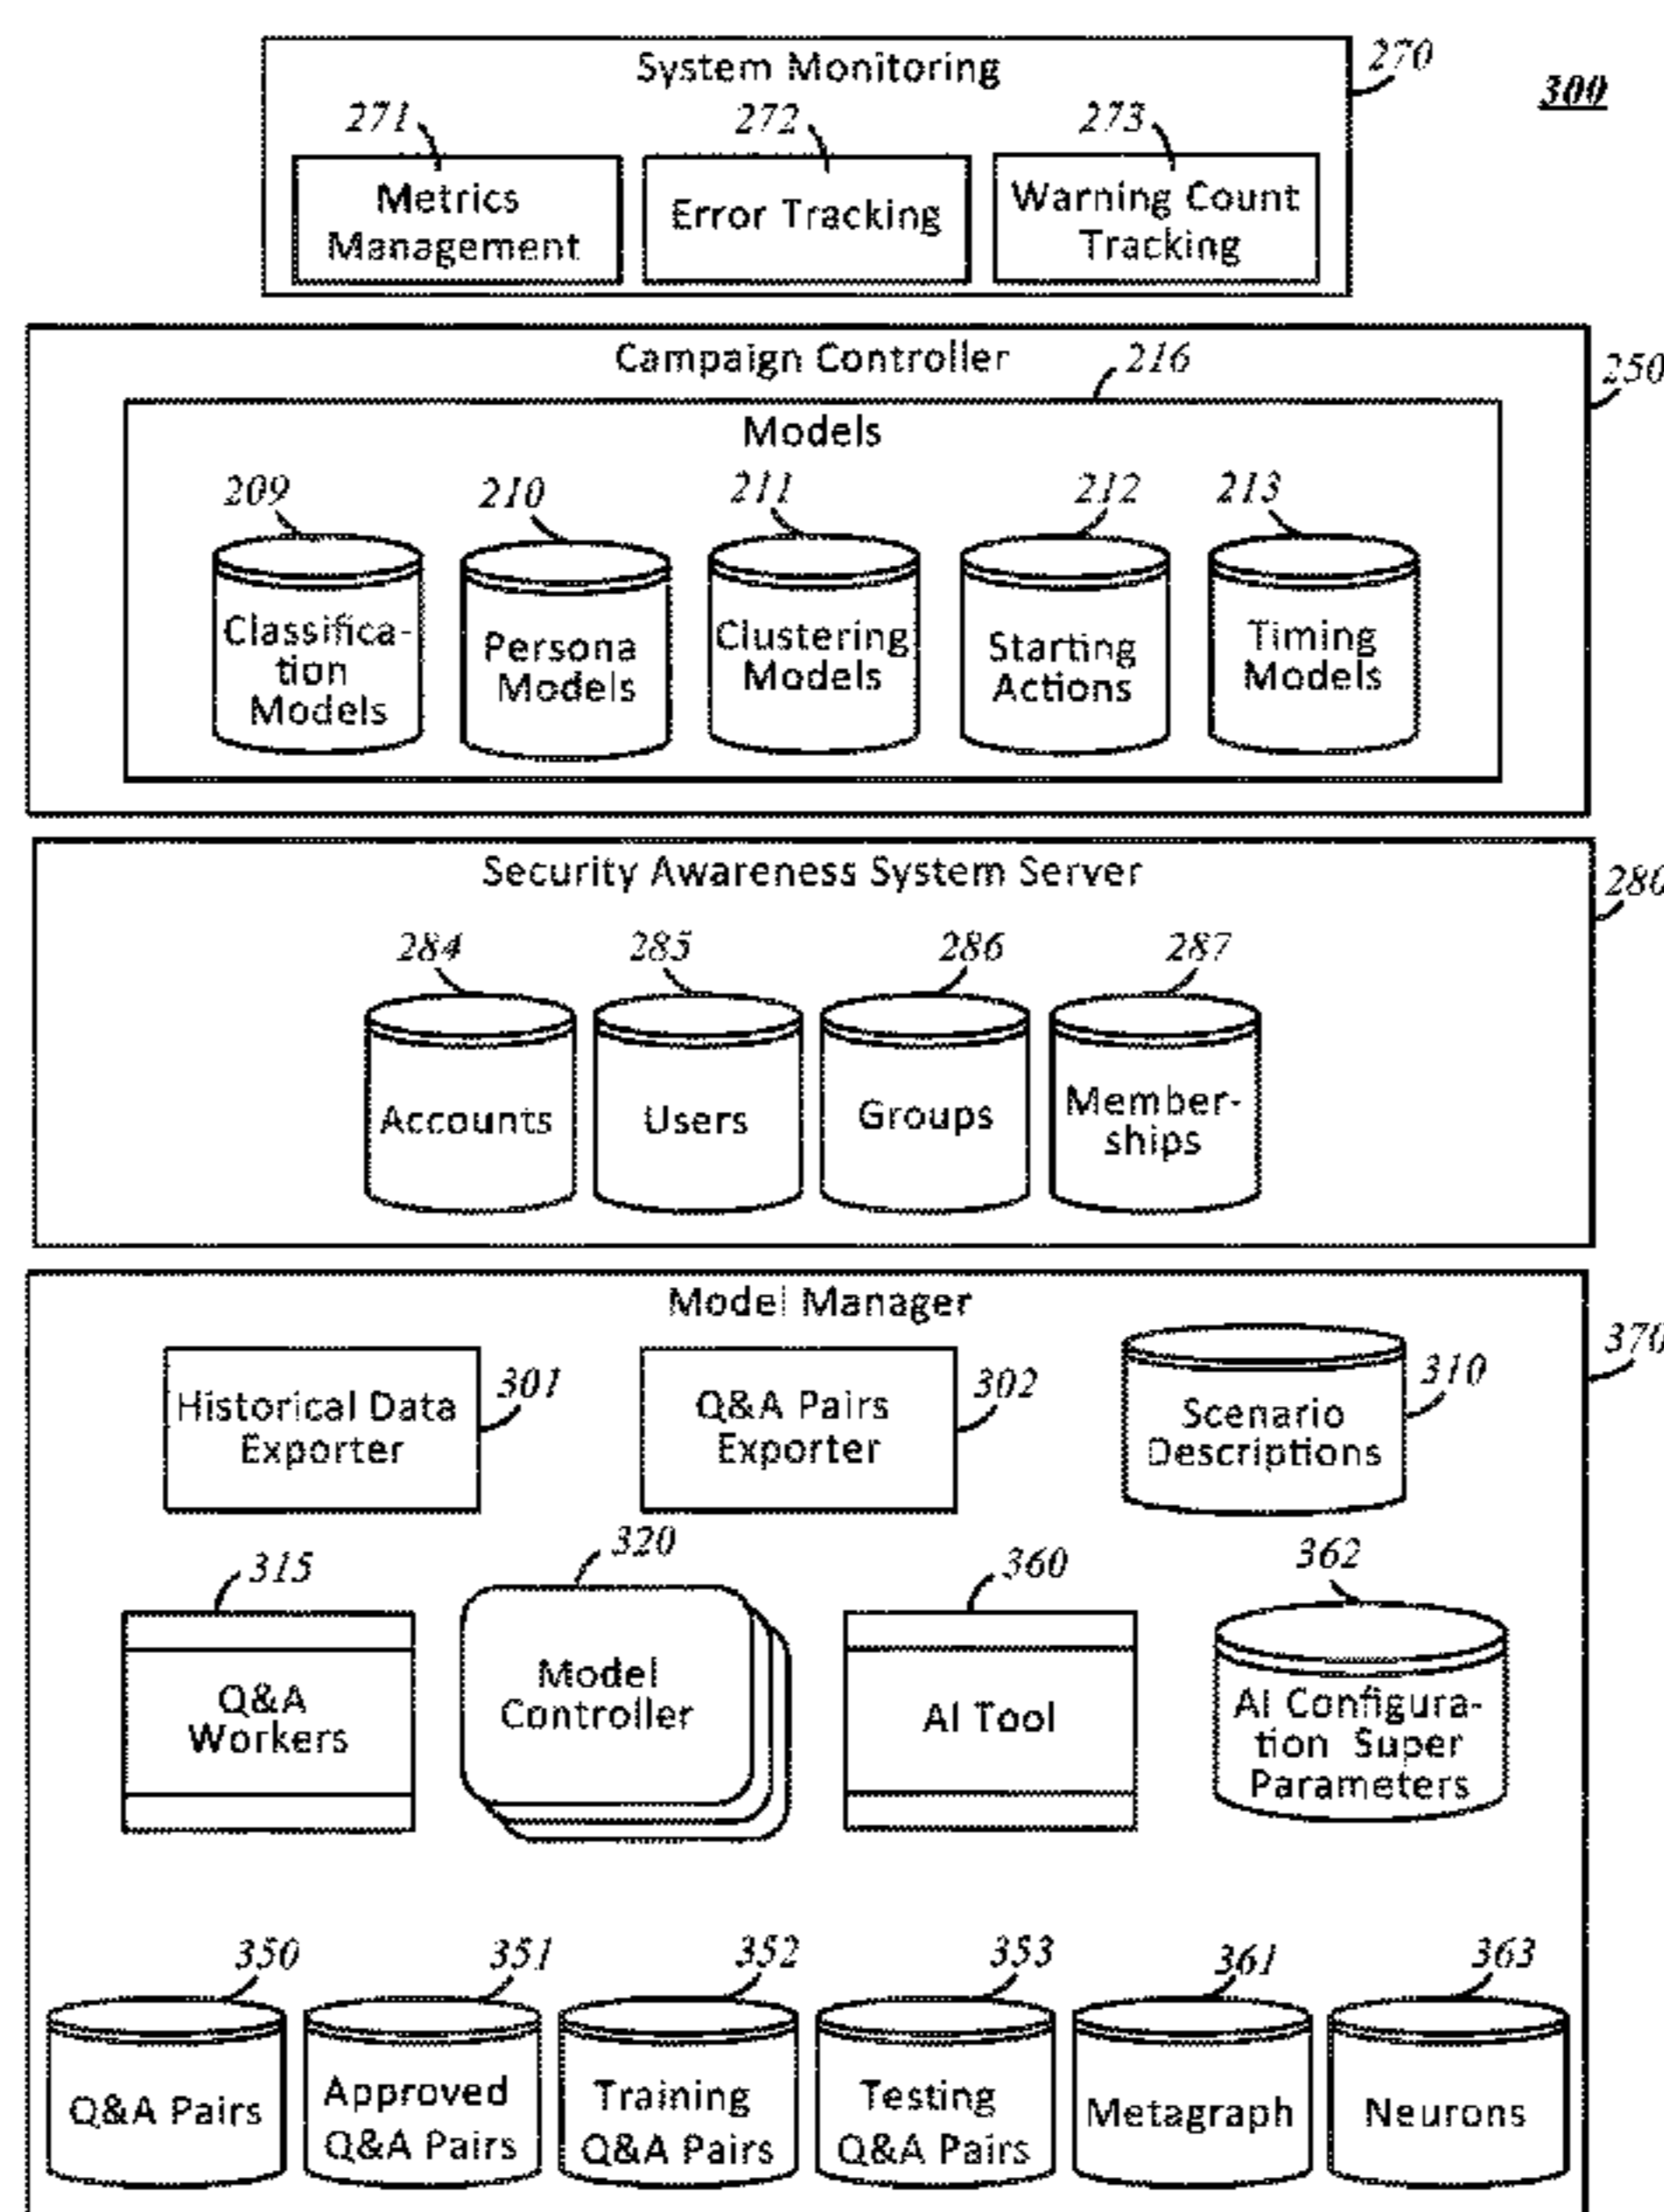 System Monitoring
270
300
271
272
273
Metrics
Management
Error Tracking
Warning Count
Tracking
Campaign Controller
216
250
Models
209
210
211
212
213
Classifica-
tion
Models
Persona
Models
Clustering
Models
Starting
Actions
Timing
Models
Security Awareness System Server
280
284
285
286
287
Accounts
Users
Groups
Member-
ships
Model Manager
370
Historical Data
Exporter
301
Q&A Pairs
Exporter
302
Scenario
Descriptions
310
315
320
360
362
Q&A
Workers
Model
Controller
AI Tool
AI Configura-
tion Super
Parameters
350
351
352
353
361
363
Q&A Pairs
Approved
Q&A Pairs
Training
Q&A Pairs
Testing
Q&A Pairs
Metagraph
Neurons